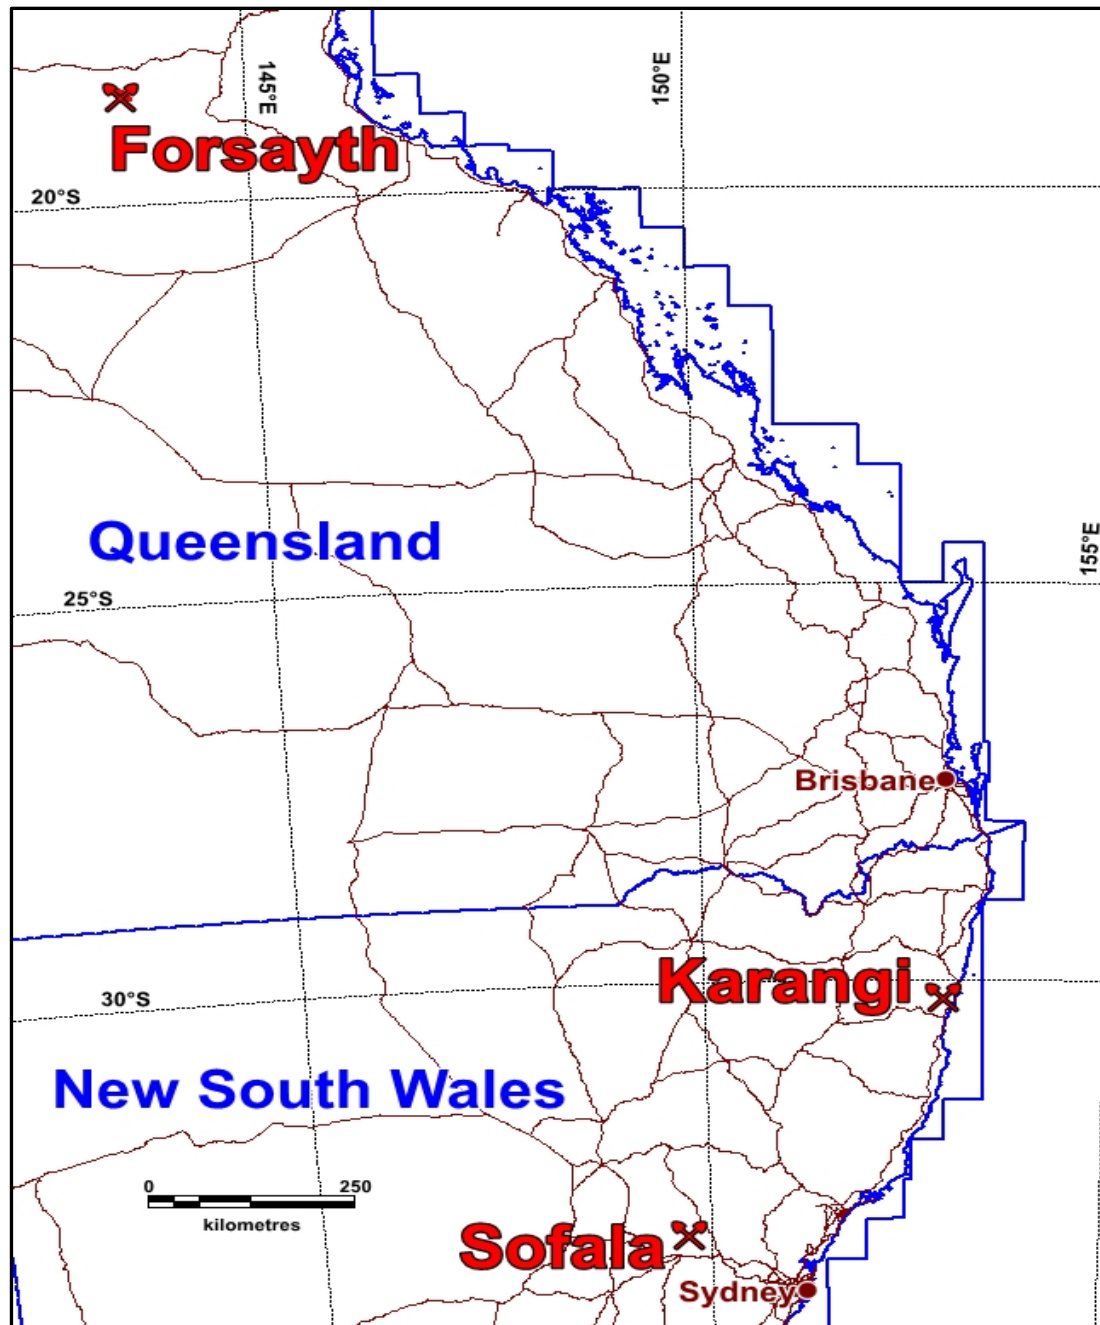 145°E
150°E
Forsayth
20°S
Queensland
155°E
25°S
Brisbane
Karangi
30°S
New South Wales
0 250
kilometres
Sofala
Sydney